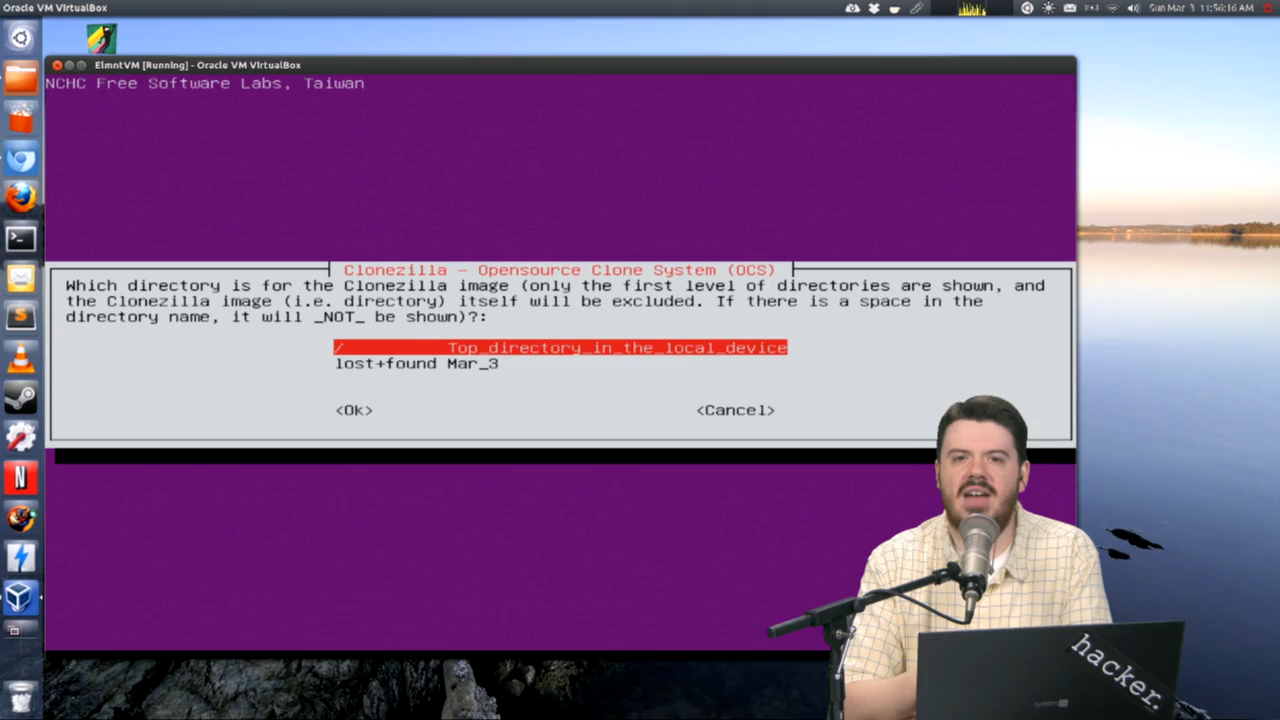 Oracle VM VirtualBox
Sun Mar 3 11:56:16 AM
ElmntVM [Running] - Oracle VM VirtualBox
NCHC Free Software Labs, Taiwan
Clonezilla - Opensource Clone System (OCS)
Which directory is for the Clonezilla image (only the first level of directories are shown, and
the Clonezilla image (i.e. directory) itself will be excluded. If there is a space in the
directory name, it will _NOT_ be shown)?:
/ Top_directory_in_the_local_device
lost+found Mar_3
<Ok> <Cancel>
hacker.